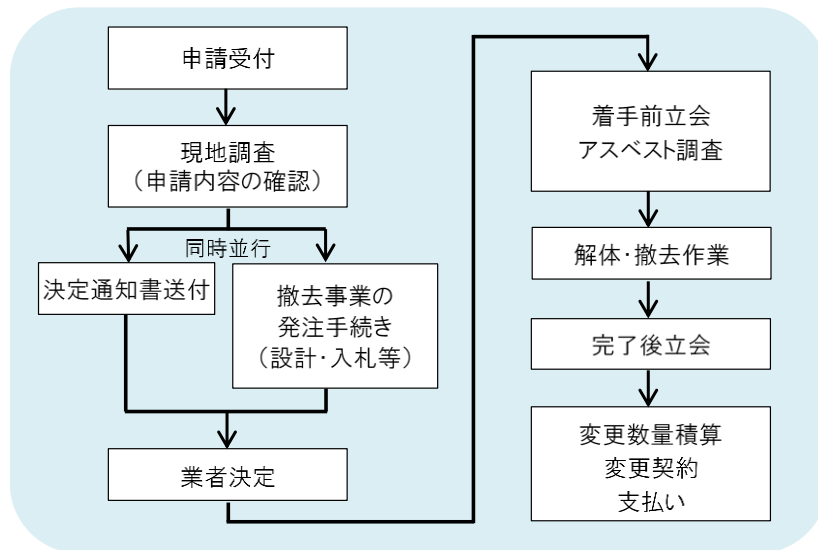 申請受付
現地調査
（申請内容の確認）
同時並行
決定通知書送付
撤去事業の
発注手続き
（設計・入札等）
業者決定
着手前立会
アスベスト調査
解体・撤去作業
完了後立会
変更数量積算
変更契約
支払い